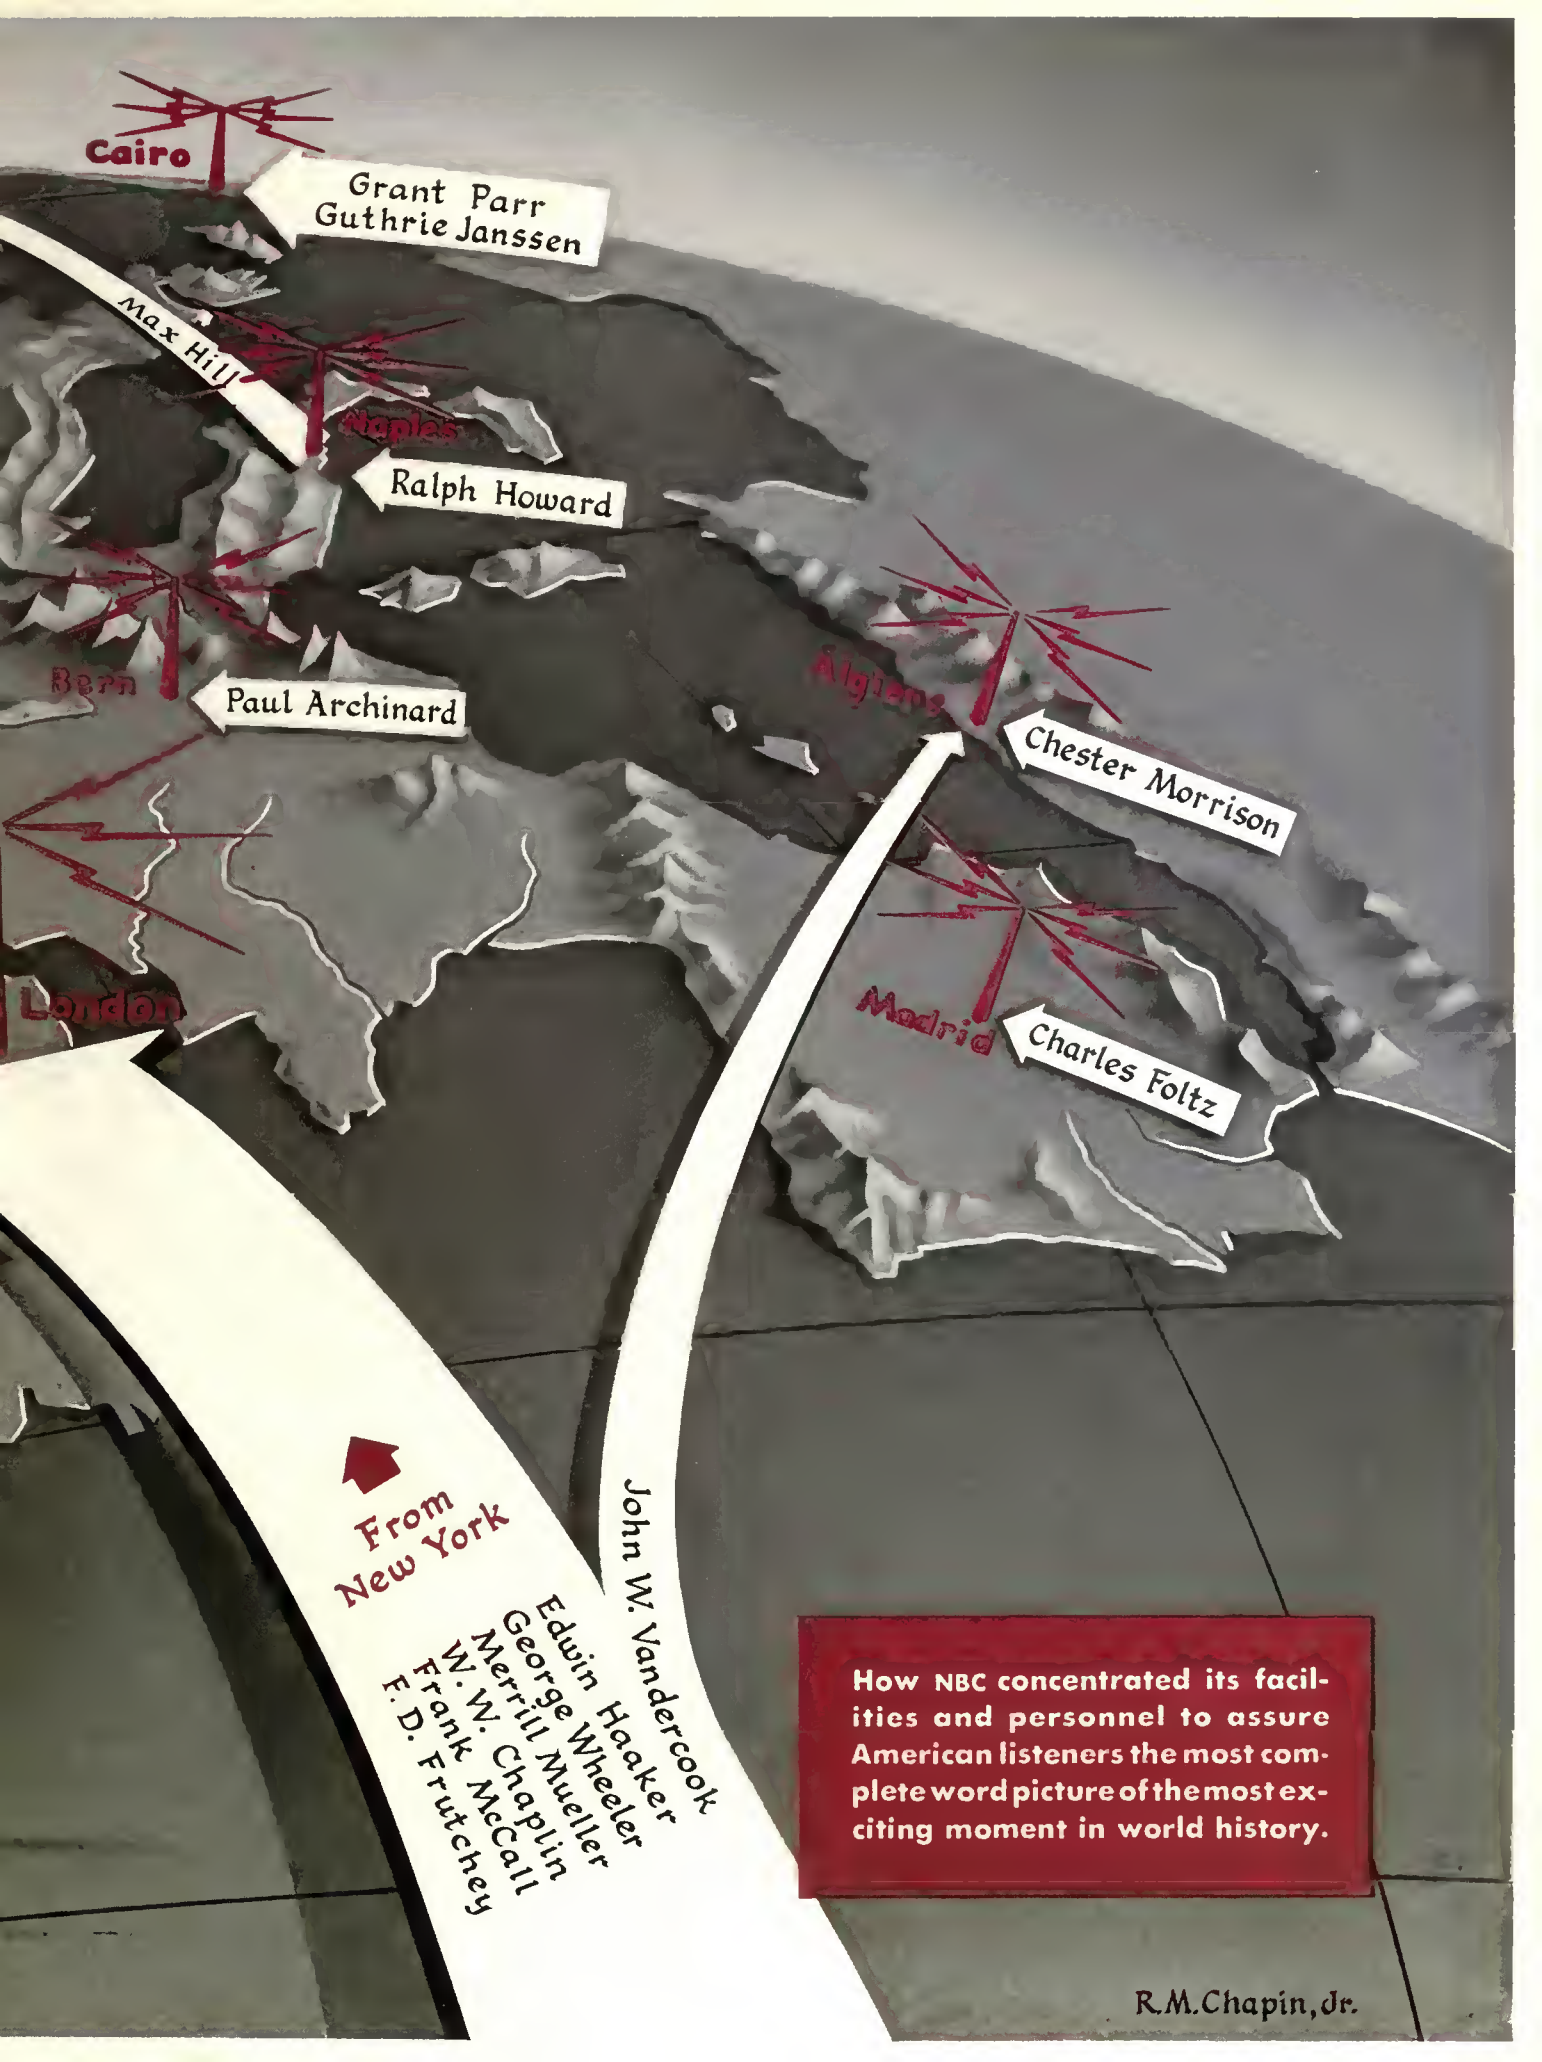 Cairo
Grant Parr
Guthrie Janssen
Max Hill
Naples
Ralph Howard
Bern
Paul Archinard
Algiers
Chester Morrison
London
Madrid
Charles Foltz
From
New York
John W. Vandercook
Edwin Haaker
George Wheeler
Merrill Mueller
W. W. Chaplin
Frank McCall
F. D. Frutchey
How NBC concentrated its facil-
ities and personnel to assure
American listeners the most com-
plete word picture of the most ex-
citing moment in world history.
R.M.Chapin, Jr.